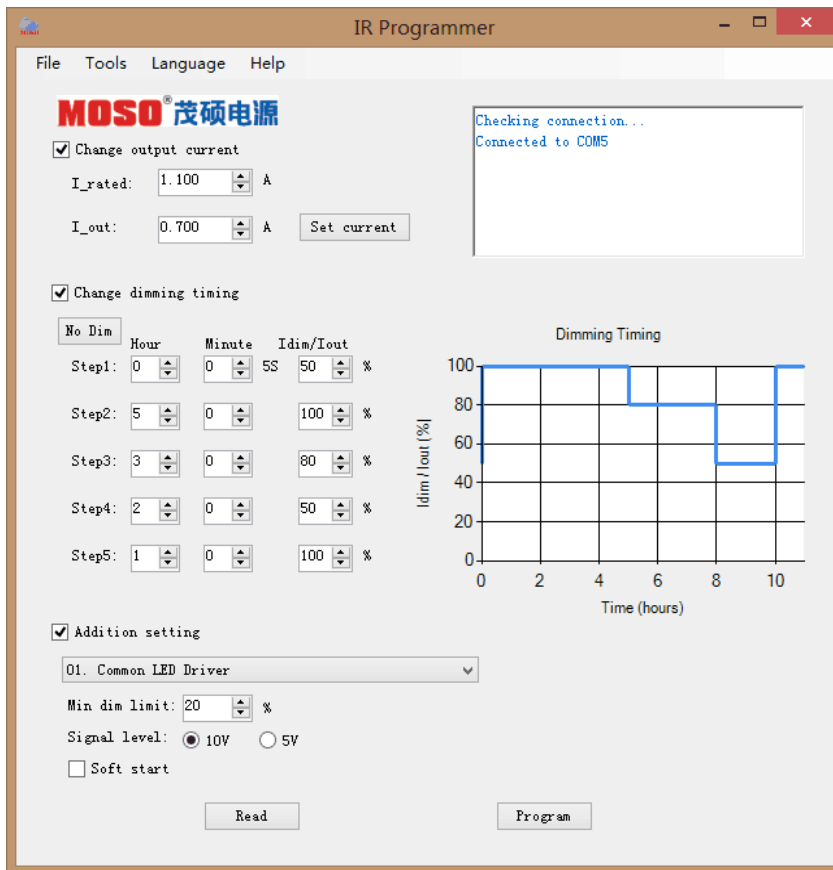 IR Programmer
File Tools Language Help
MOSO®茂硕电源
Checking connection...
Connected to COM5
Change output current
I_rated: 1.100 A
I_out: 0.700 A Set current
Change dimming timing
No Dim
Hour Minute Idim/Iout
Step1: 0 0 5S 50 %
Step2: 5 0 100 %
Step3: 3 0 80 %
Step4: 2 0 50 %
Step5: 1 0 100 %
Dimming Timing
100
80
60
40
20
0
Idim / Iout (%)
0 2 4 6 8 10
Time (hours)
Addition setting
01. Common LED Driver
Min dim limit: 20 %
Signal level: 10V 5V
Soft start
Read Program